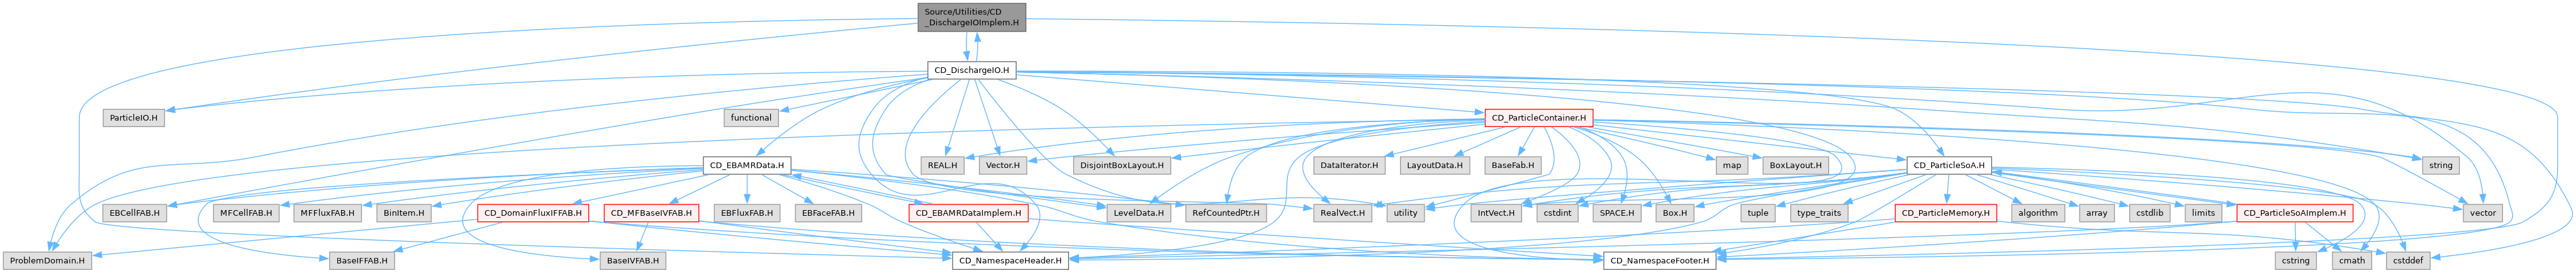 Source/Utilities/CD
_DischargeIOImplem.H
CD_DischargeIO.H
ParticleIO.H
functional
CD_ParticleContainer.H
CD_EBAMRData.H
REAL.H
Vector.H
DisjointBoxLayout.H
DataIterator.H
LayoutData.H
BaseFab.H
map
BoxLayout.H
CD_ParticleSoA.H
string
EBCellFAB.H
MFCellFAB.H
MFFluxFAB.H
BinItem.H
CD_DomainFluxIFFAB.H
CD_MFBaseIVFAB.H
EBFluxFAB.H
EBFaceFAB.H
CD_EBAMRDataImplem.H
LevelData.H
RefCountedPtr.H
RealVect.H
utility
IntVect.H
cstdint
SPACE.H
Box.H
tuple
type_traits
CD_ParticleMemory.H
algorithm
array
cstdlib
limits
CD_ParticleSoAImplem.H
vector
ProblemDomain.H
BaseIFFAB.H
BaseIVFAB.H
CD_NamespaceHeader.H
CD_NamespaceFooter.H
cstring
cmath
cstddef